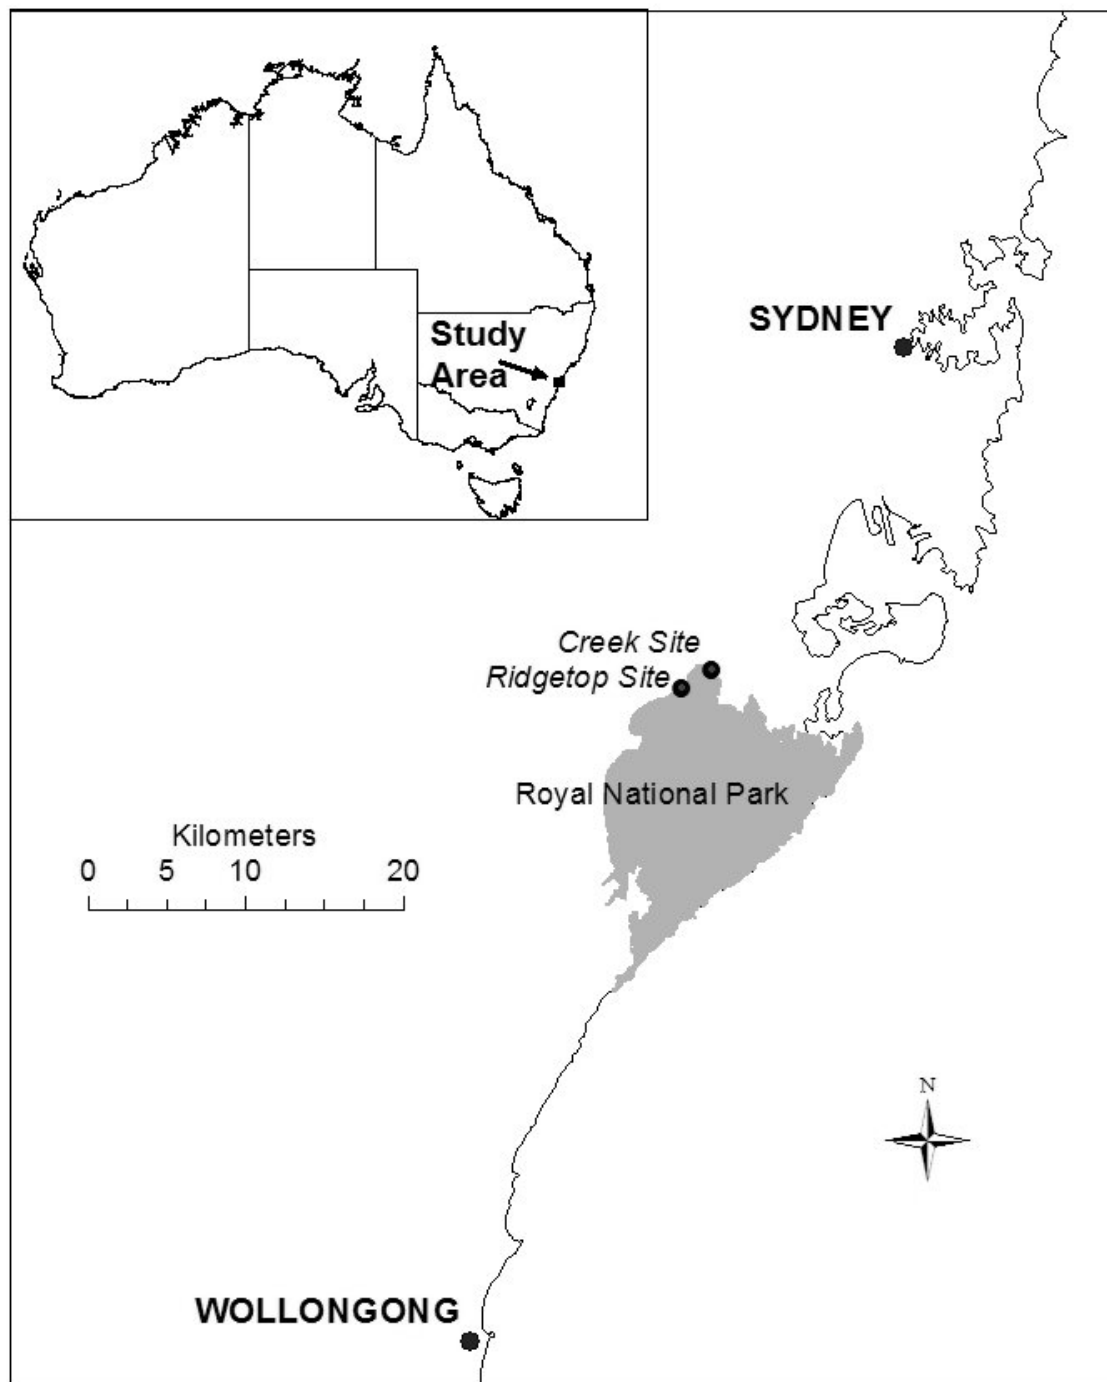 Study
Area
SYDNEY
Creek Site
Ridgetop Site
Royal National Park
Kilometers
0 5 10 20
N
WOLLONGONG